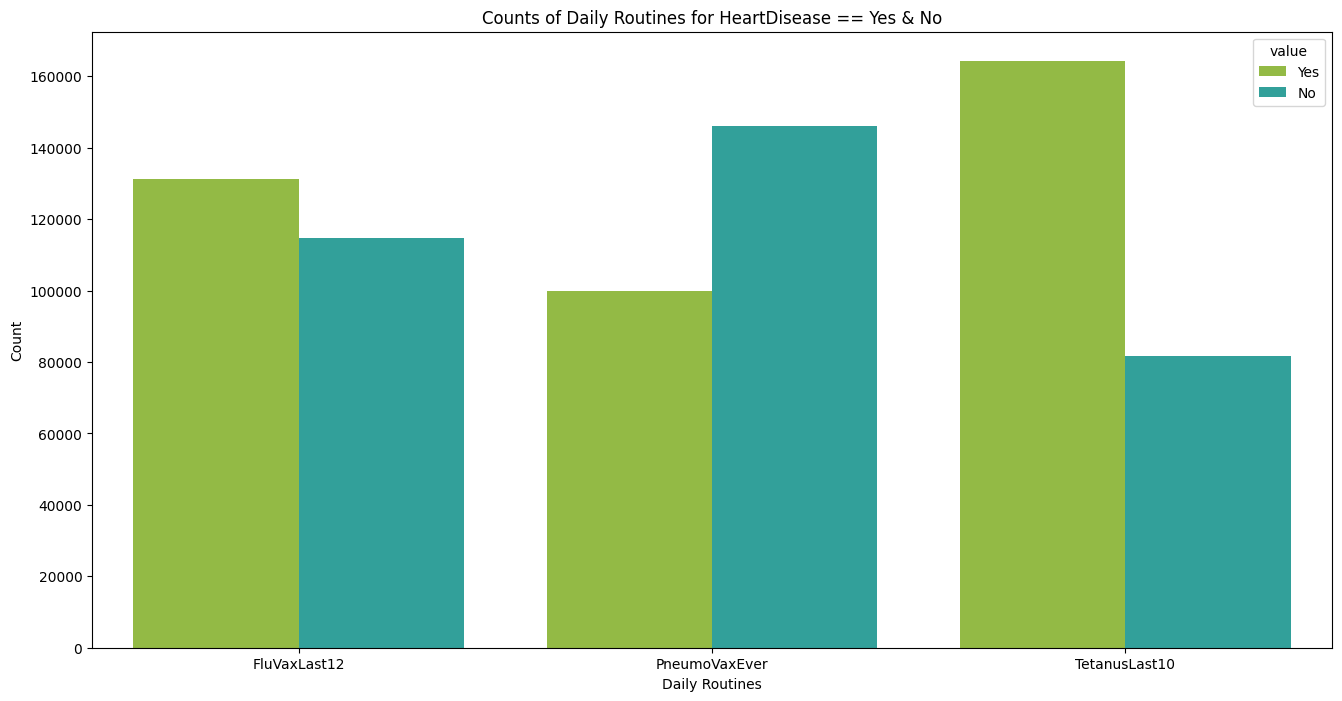 Counts of Daily Routines for HeartDisease == Yes & No
value
Yes
No
160000
140000
120000
100000
80000
60000
40000
20000
0
Count
FluVaxLast12
PneumoVaxEver
TetanusLast10
Daily Routines